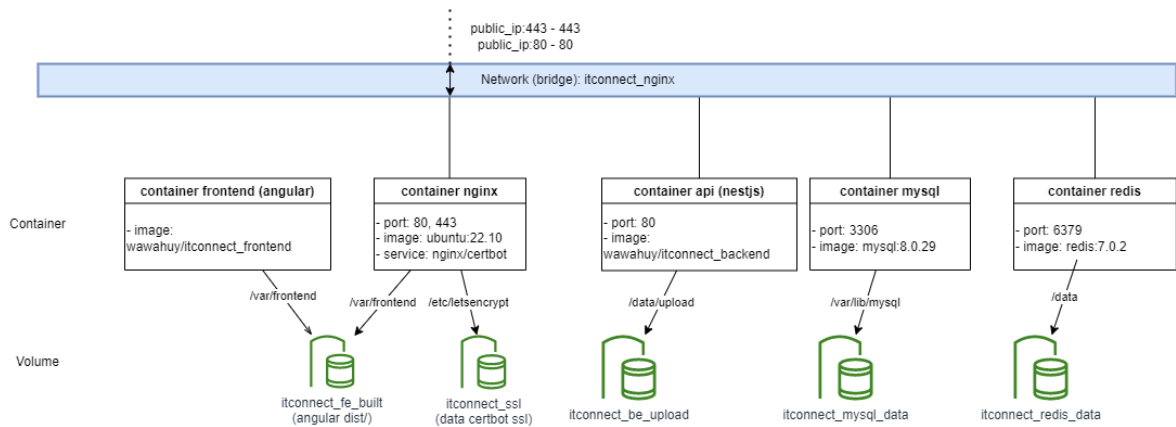 public_ip:443 - 443
public_ip:80 - 80
Network (bridge): itconnect_nginx
Container
container frontend (angular)
- image:
wawahuy/itconnect_frontend
container nginx
- port: 80, 443
- image: ubuntu:22.10
- service: nginx/certbot
container api (nestjs)
- port: 80
- image:
wawahuy/itconnect_backend
container mysql
- port: 3306
- image: mysql:8.0.29
container redis
- port: 6379
- image: redis:7.0.2
/var/frontend
/var/frontend
/etc/letsencrypt
/data/upload
/var/lib/mysql
/data
Volume
itconnect_fe_built
(angular dist/)
itconnect_ssl
(data certbot ssl)
itconnect_be_upload
itconnect_mysql_data
itconnect_redis_data